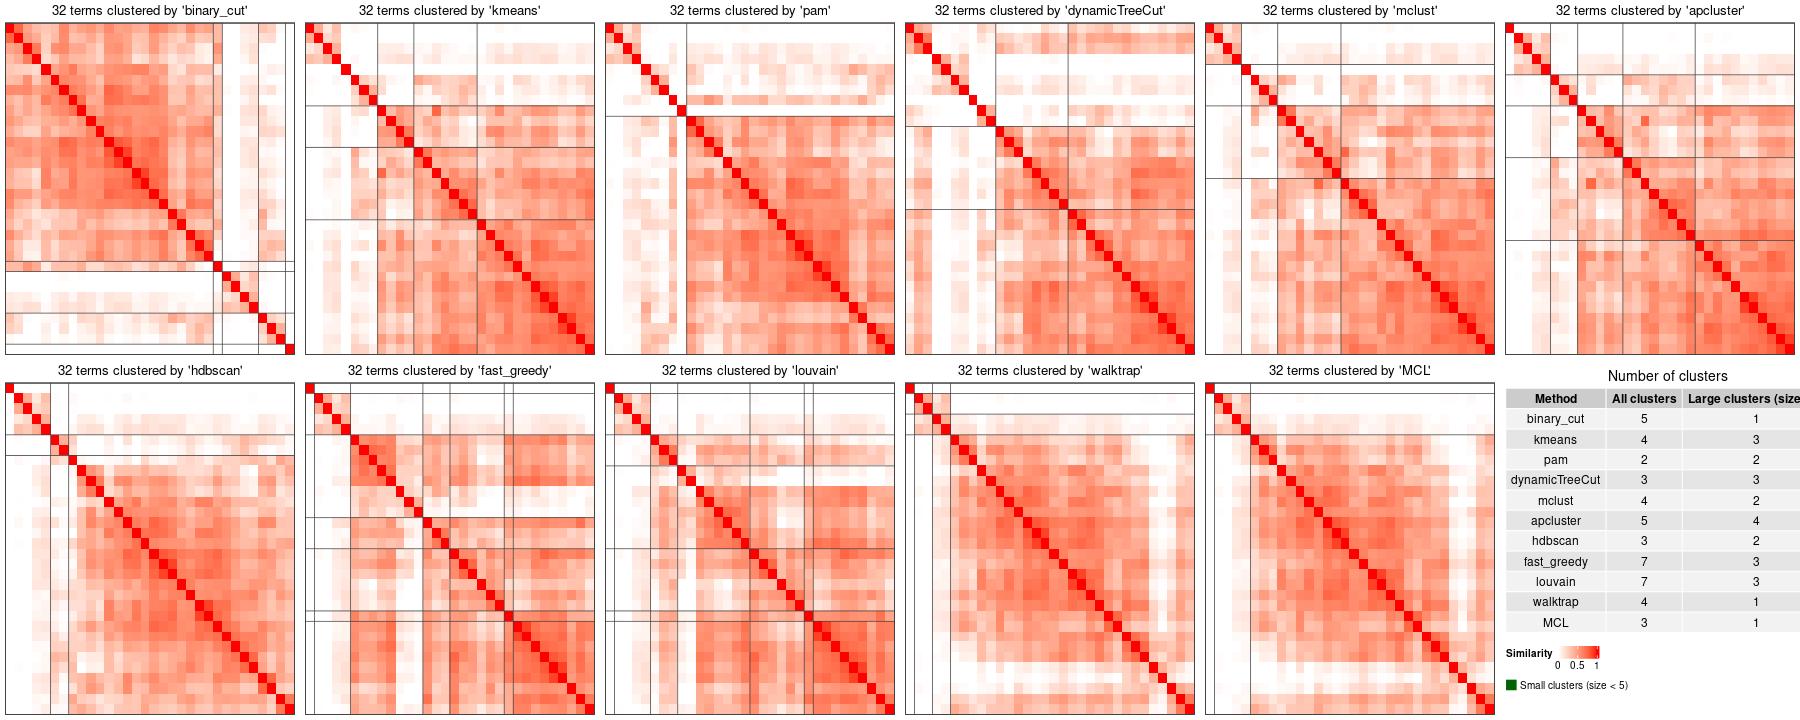 32 terms clustered by 'binary_cut'
32 terms clustered by 'kmeans'
32 terms clustered by 'pam'
32 terms clustered by 'dynamicTreeCut'
32 terms clustered by 'mclust'
32 terms clustered by 'apcluster'
32 terms clustered by 'hdbscan'
32 terms clustered by 'fast_greedy'
32 terms clustered by 'louvain'
32 terms clustered by 'walktrap'
32 terms clustered by 'MCL'
Number of clusters
Method All clusters Large clusters (size
binary_cut 5 1
kmeans 4 3
pam 2 2
dynamicTreeCut 3 3
mclust 4 2
apcluster 5 4
hdbscan 3 2
fast_greedy 7 3
louvain 7 3
walktrap 4 1
MCL 3 1
Similarity
0 0.5 1
Small clusters (size < 5)